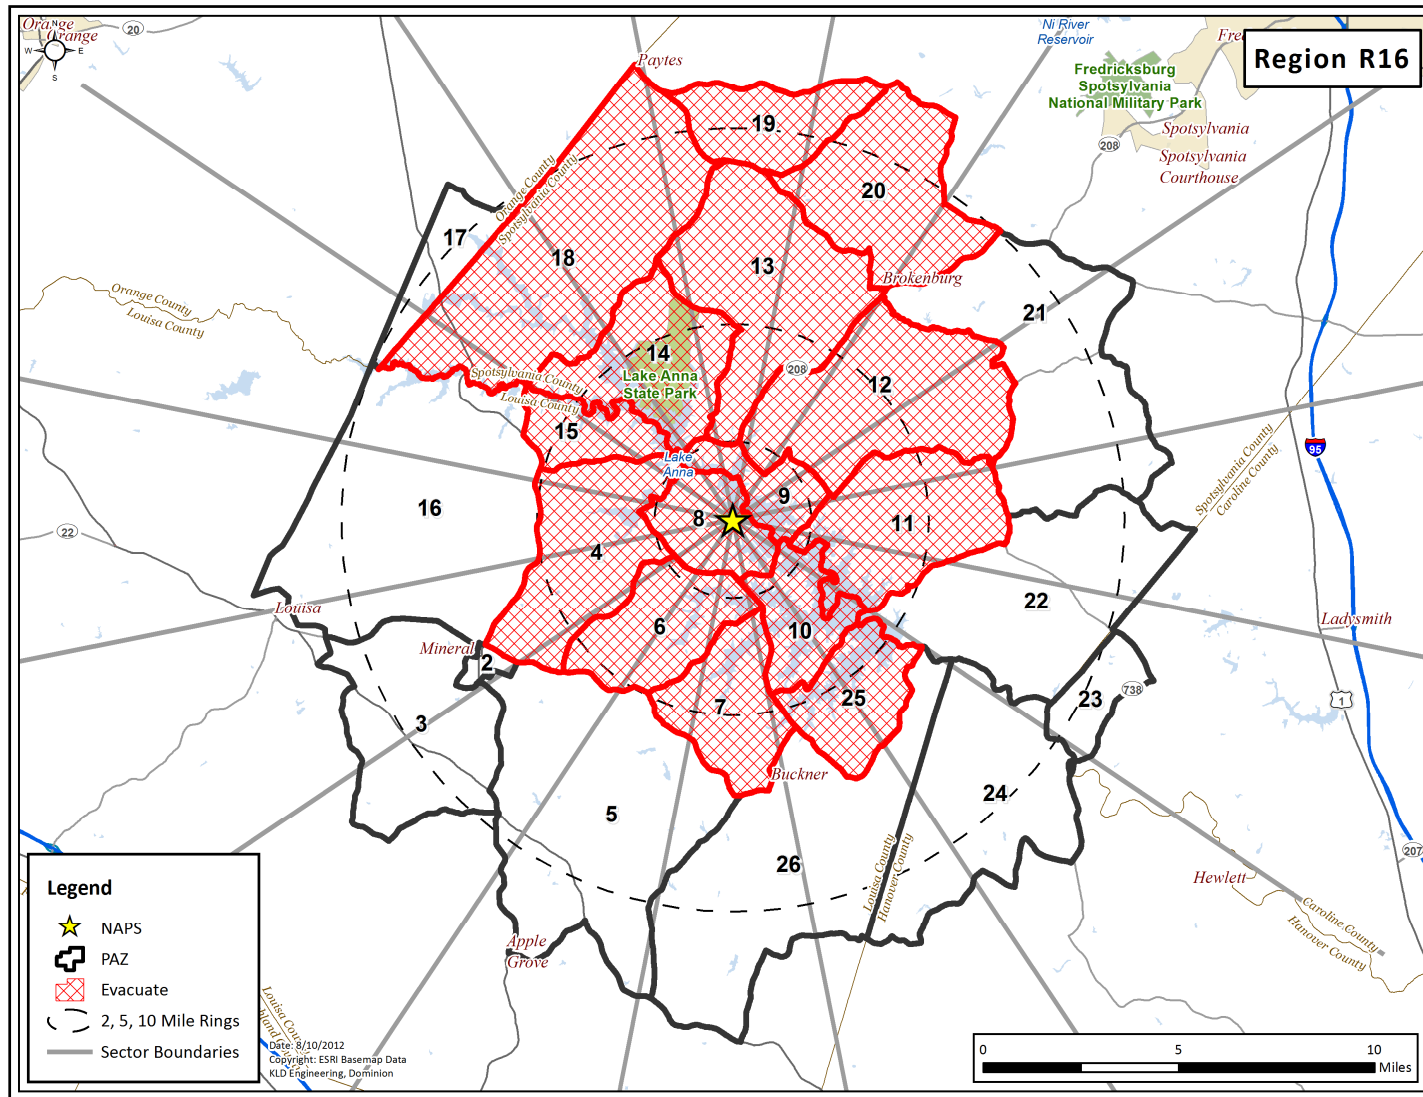 Orange
Orange
N
W
E
S
20
Paytes
Ni River
Reservoir
Fre
Region R16
Fredricksburg
Spotsylvania
National Military Park
Spotsylvania
208
Spotsylvania
Courthouse
19
20
Orange County
Spotsylvania County
17
18
13
Brokenburg
Orange County
Louisa County
21
14
Lake Anna
State Park
208
12
Spotsylvania County
Louisa County
15
Lake
Anna
95
Spotsylvania County
Caroline County
9
16
8
11
22
4
Louisa
22
6
10
Ladysmith
Mineral
2
738
23
1
25
7
3
Buckner
24
5
26
207
Louisa County
Hanover County
Hewlett
Caroline County
Hanover County
Apple
Grove
Legend
NAPS
PAZ
Evacuate
2, 5, 10 Mile Rings
Sector Boundaries
Louisa County
hland Cou
Date: 8/10/2012
Copyright: ESRI Basemap Data
KLD Engineering, Dominion
0
5
10
Miles